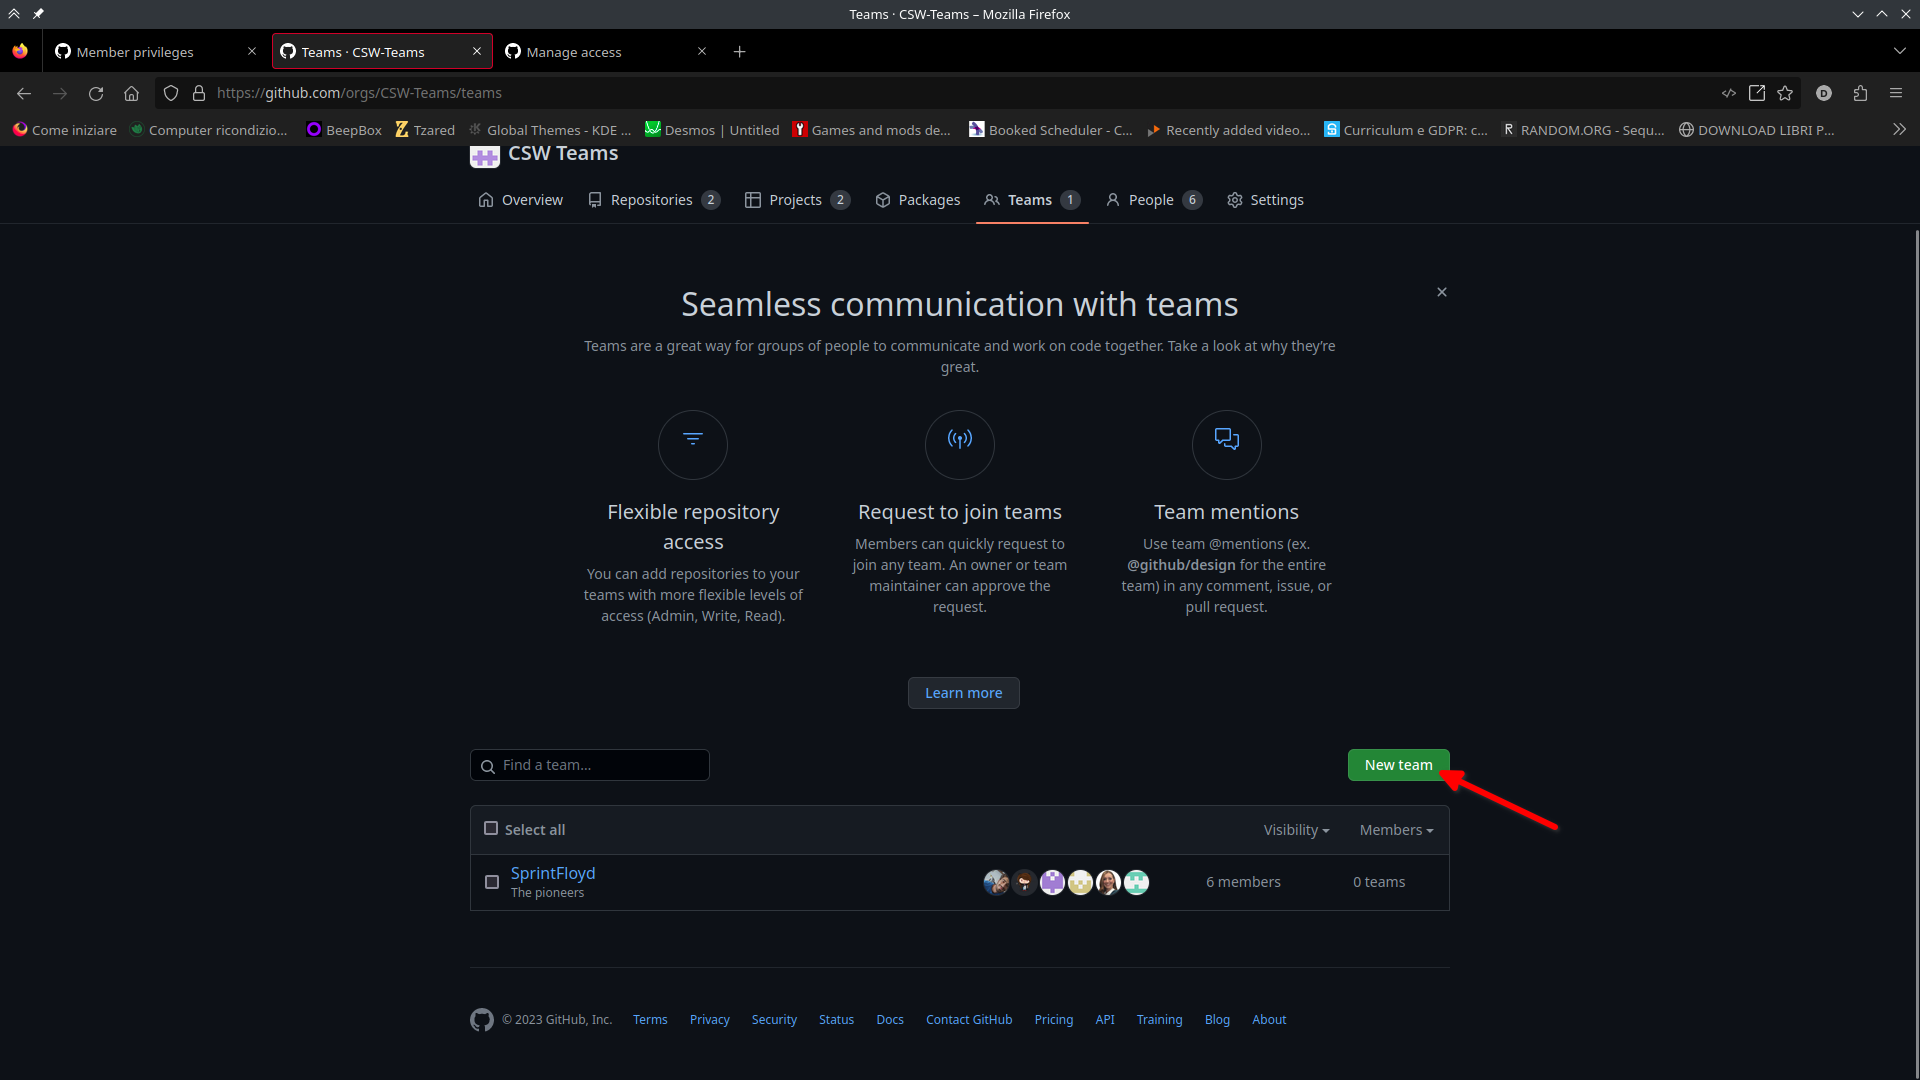 Teams · CSW-Teams – Mozilla Firefox
Member privileges
Teams · CSW-Teams
Manage access
https://github.com/orgs/CSW-Teams/teams
D
Come iniziare
Computer ricondizio...
BeepBox
Tzared
Global Themes - KDE ...
Desmos | Untitled
Games and mods de...
Booked Scheduler - C...
Recently added video...
Curriculum e GDPR: c...
R RANDOM.ORG - Sequ...
DOWNLOAD LIBRI P...
CSW Teams
Overview
Repositories 2
Projects 2
Packages
Teams 1
People 6
Settings
Seamless communication with teams
Teams are a great way for groups of people to communicate and work on code together. Take a look at why they're
great.
Flexible repository
access
You can add repositories to your
teams with more flexible levels of
access (Admin, Write, Read).
Request to join teams
Members can quickly request to
join any team. An owner or team
maintainer can approve the
request.
Team mentions
Use team @mentions (ex.
@github/design for the entire
team) in any comment, issue, or
pull request.
Learn more
Find a team...
New team
Select all
Visibility
Members
SprintFloyd
The pioneers
6 members
0 teams
© 2023 GitHub, Inc.
Terms
Privacy
Security
Status
Docs
Contact GitHub
Pricing
API
Training
Blog
About